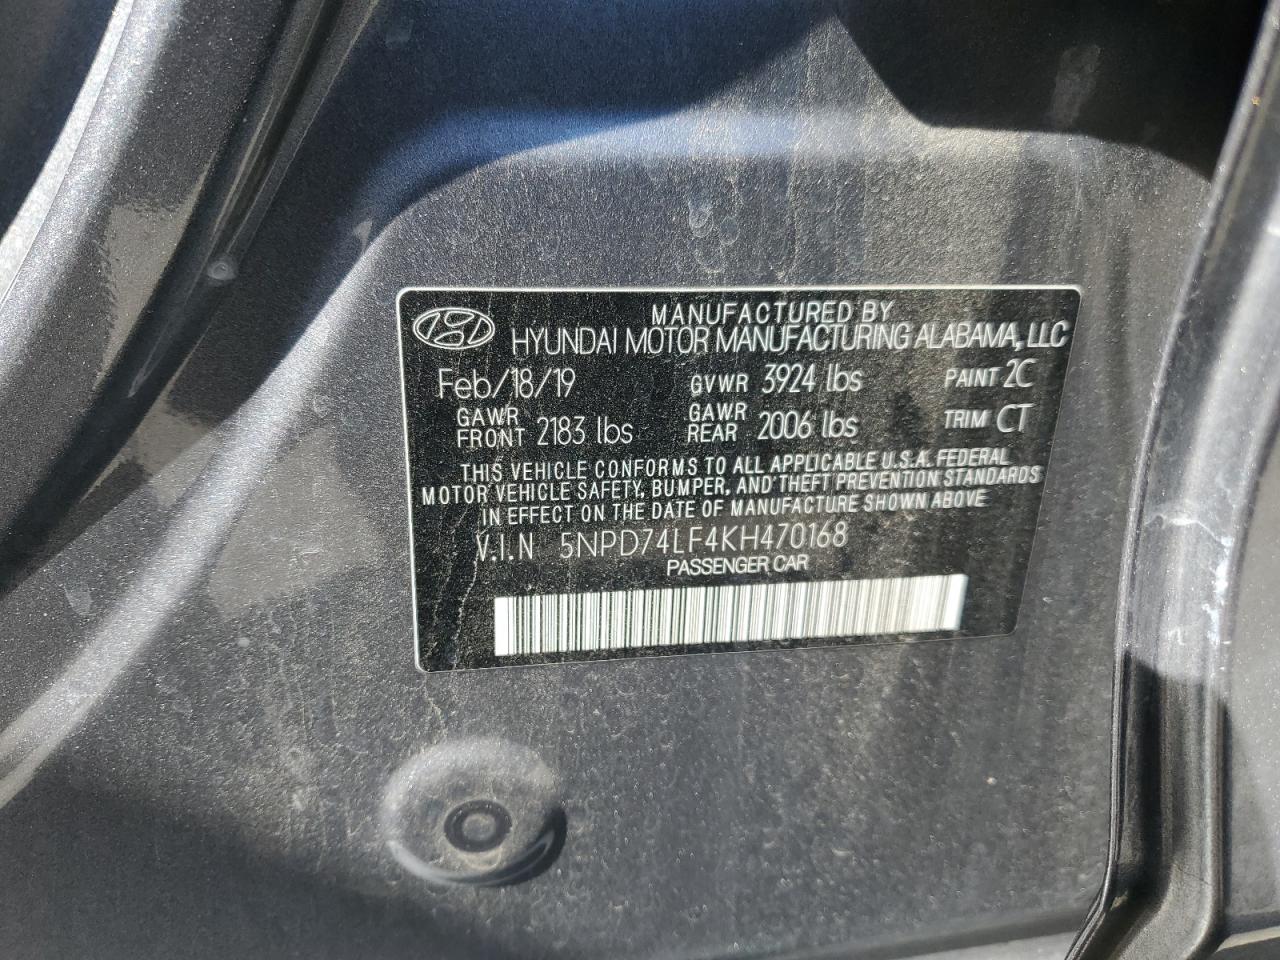 MANUFACTURED BY
HYUNDAI MOTOR MANUFACTURING ALABAMA, LLC
Feb/18/19 GVWR 3924 lbs PAINT 2C
GAWR FRONT 2183 lbs GAWR REAR 2006 lbs TRIM CT
THIS VEHICLE CONFORMS TO ALL APPLICABLE U.S.A. FEDERAL
MOTOR VEHICLE SAFETY, BUMPER, AND THEFT PREVENTION STANDARDS
IN EFFECT ON THE DATE OF MANUFACTURE SHOWN ABOVE
V.I.N 5NPD74LF4KH470168
PASSENGER CAR